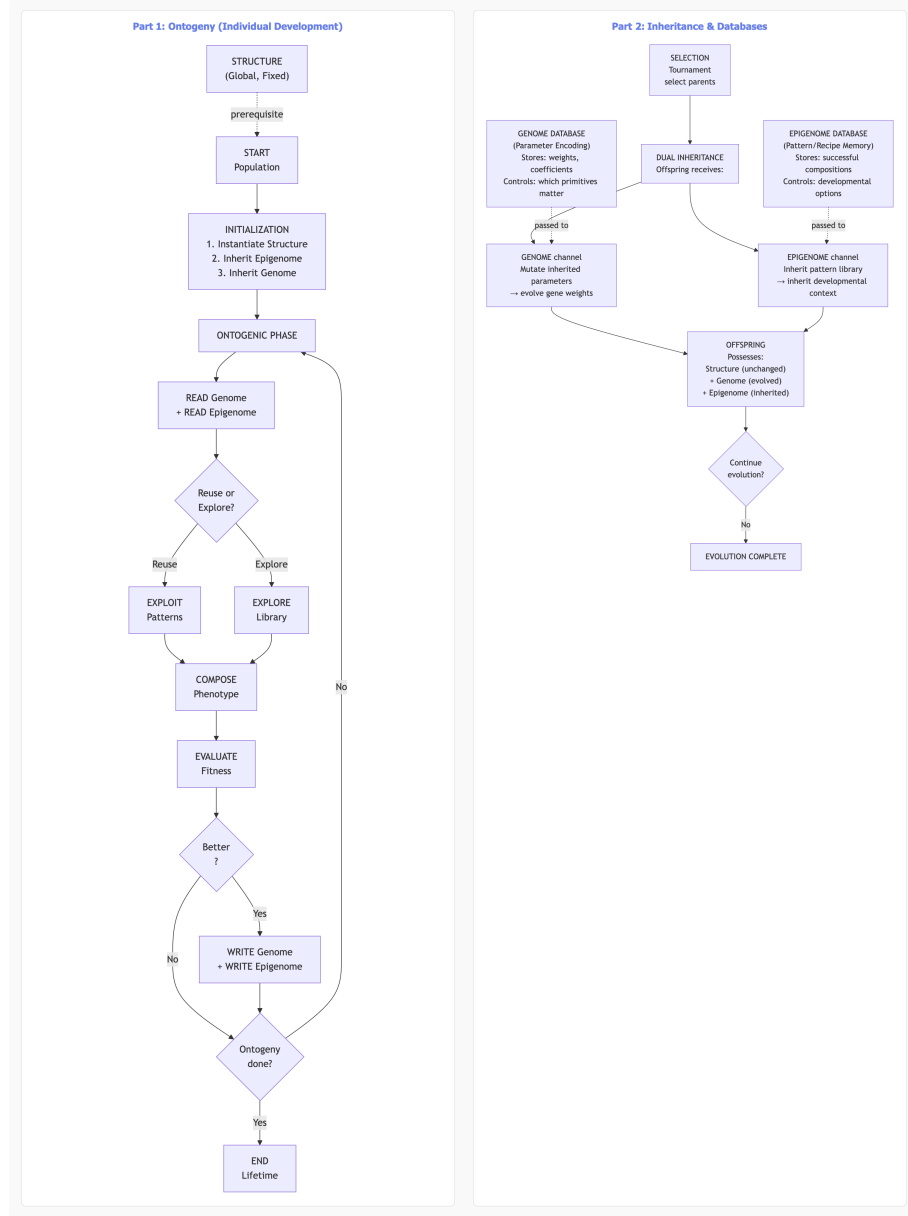 Part 1: Ontogeny (Individual Development)
STRUCTURE
(Global, Fixed)
prerequisite
START
Population
INITIALIZATION
1. Instantiate Structure
2. Inherit Epigenome
3. Inherit Genome
ONTOGENIC PHASE
READ Genome
+ READ Epigenome
Reuse or
Explore?
Reuse
Explore
EXPLOIT
Patterns
EXPLORE
Library
COMPOSE
Phenotype
No
EVALUATE
Fitness
Better
?
Yes
No
WRITE Genome
+ WRITE Epigenome
Ontogeny
done?
Yes
END
Lifetime
Part 2: Inheritance & Databases
SELECTION
Tournament
select parents
GENOME DATABASE
(Parameter Encoding)
Stores: weights,
coefficients
Controls: which primitives
matter
DUAL INHERITANCE
Offspring receives:
EPIGENOME DATABASE
(Pattern/Recipe Memory)
Stores: successful
compositions
Controls: developmental
options
passed to
passed to
GENOME channel
Mutate inherited
parameters
→ evolve gene weights
EPIGENOME channel
Inherit pattern library
→ inherit developmental
context
OFFSPRING
Possesses:
Structure (unchanged)
+ Genome (evolved)
+ Epigenome (inherited)
Continue
evolution?
No
EVOLUTION COMPLETE